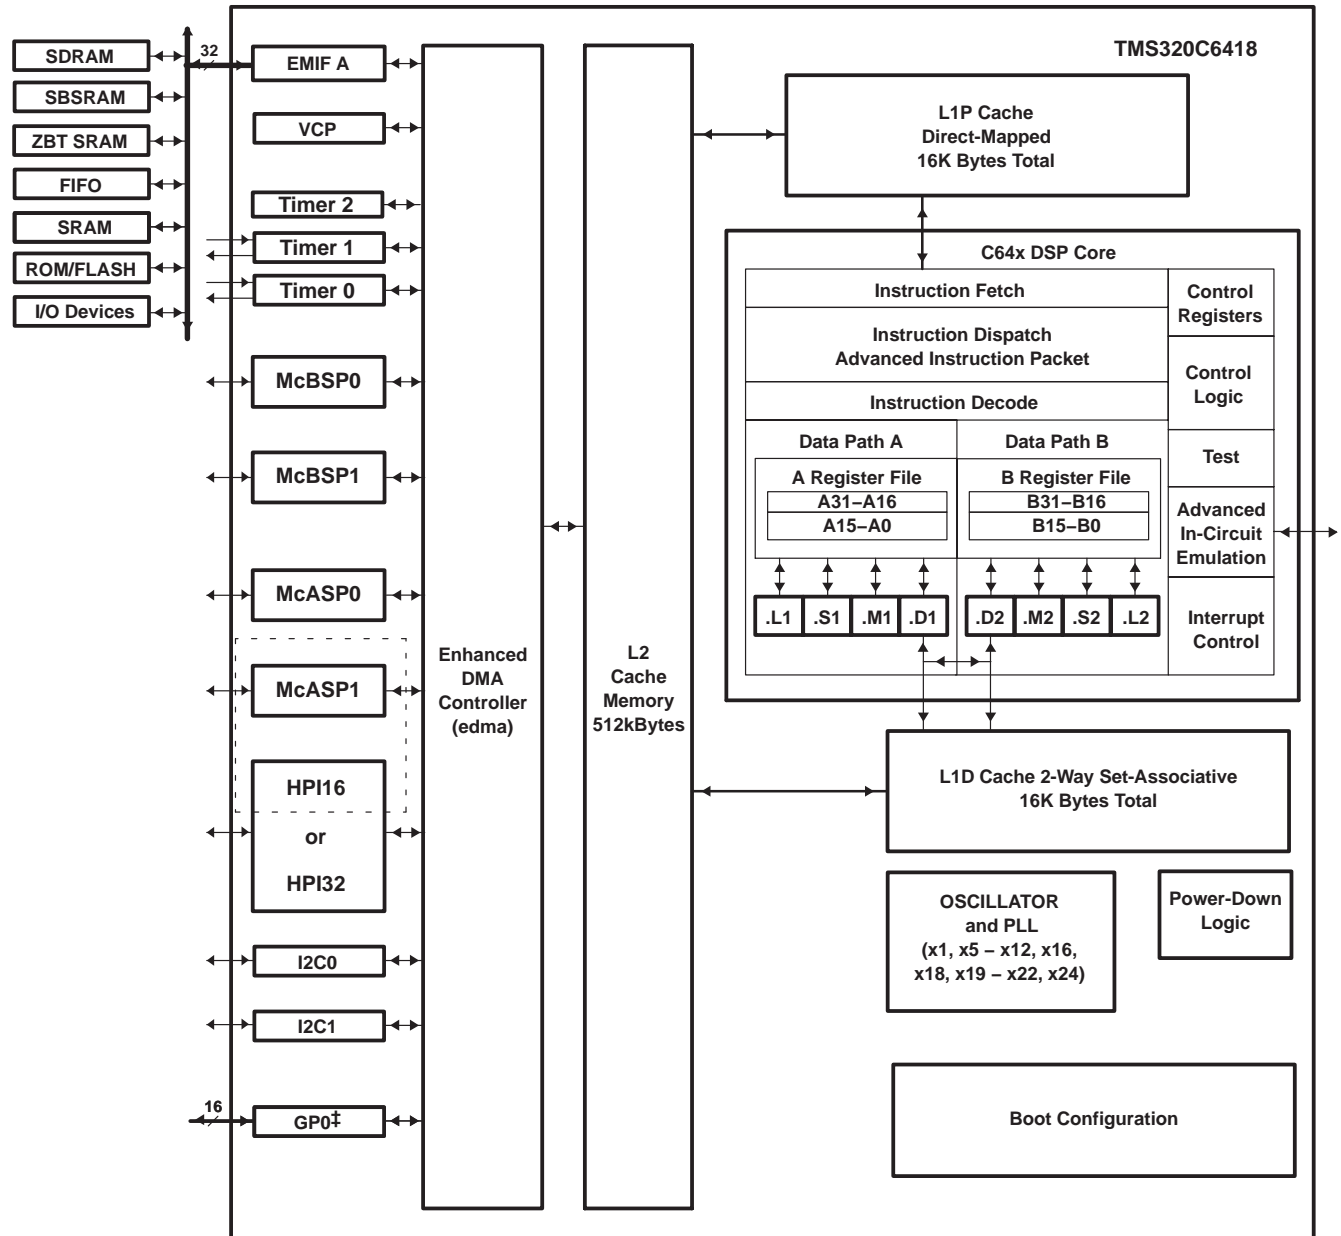 TMS320C6418
32
SDRAM
SBSRAM
ZBT SRAM
FIFO
SRAM
ROM/FLASH
I/O Devices
EMIF A
VCP
Timer 2
Timer 1
Timer 0
McBSP0
McBSP1
McASP0
McASP1
HPI16
or
HPI32
I2C0
I2C1
16
GP0‡
Enhanced
DMA
Controller
(edma)
L2
Cache
Memory
512kBytes
L1P Cache
Direct-Mapped
16K Bytes Total
C64x DSP Core
Instruction Fetch
Instruction Dispatch
Advanced Instruction Packet
Instruction Decode
Data Path A
Data Path B
A Register File
A31–A16
A15–A0
B Register File
B31–B16
B15–B0
.L1
.S1
.M1
.D1
.D2
.M2
.S2
.L2
Control
Registers
Control
Logic
Test
Advanced
In-Circuit
Emulation
Interrupt
Control
L1D Cache 2-Way Set-Associative
16K Bytes Total
OSCILLATOR
and PLL
(x1, x5 – x12, x16,
x18, x19 – x22, x24)
Power-Down
Logic
Boot Configuration